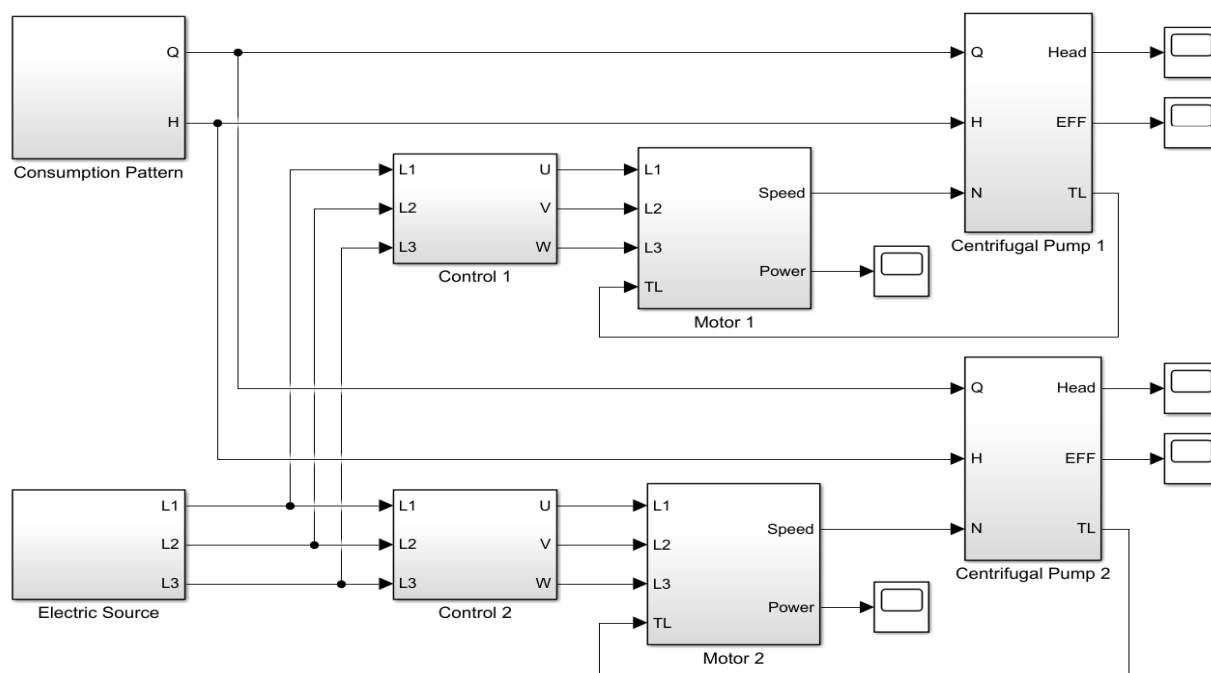 Q
H
Consumption Pattern
Q
H
N
Head
EFF
TL
Centrifugal Pump 1
L1
L2
L3
U
V
W
Control 1
L1
L2
L3
TL
Speed
Power
Motor 1
Q
H
N
Head
EFF
TL
Centrifugal Pump 2
L1
L2
L3
Electric Source
L1
L2
L3
U
V
W
Control 2
L1
L2
L3
TL
Speed
Power
Motor 2